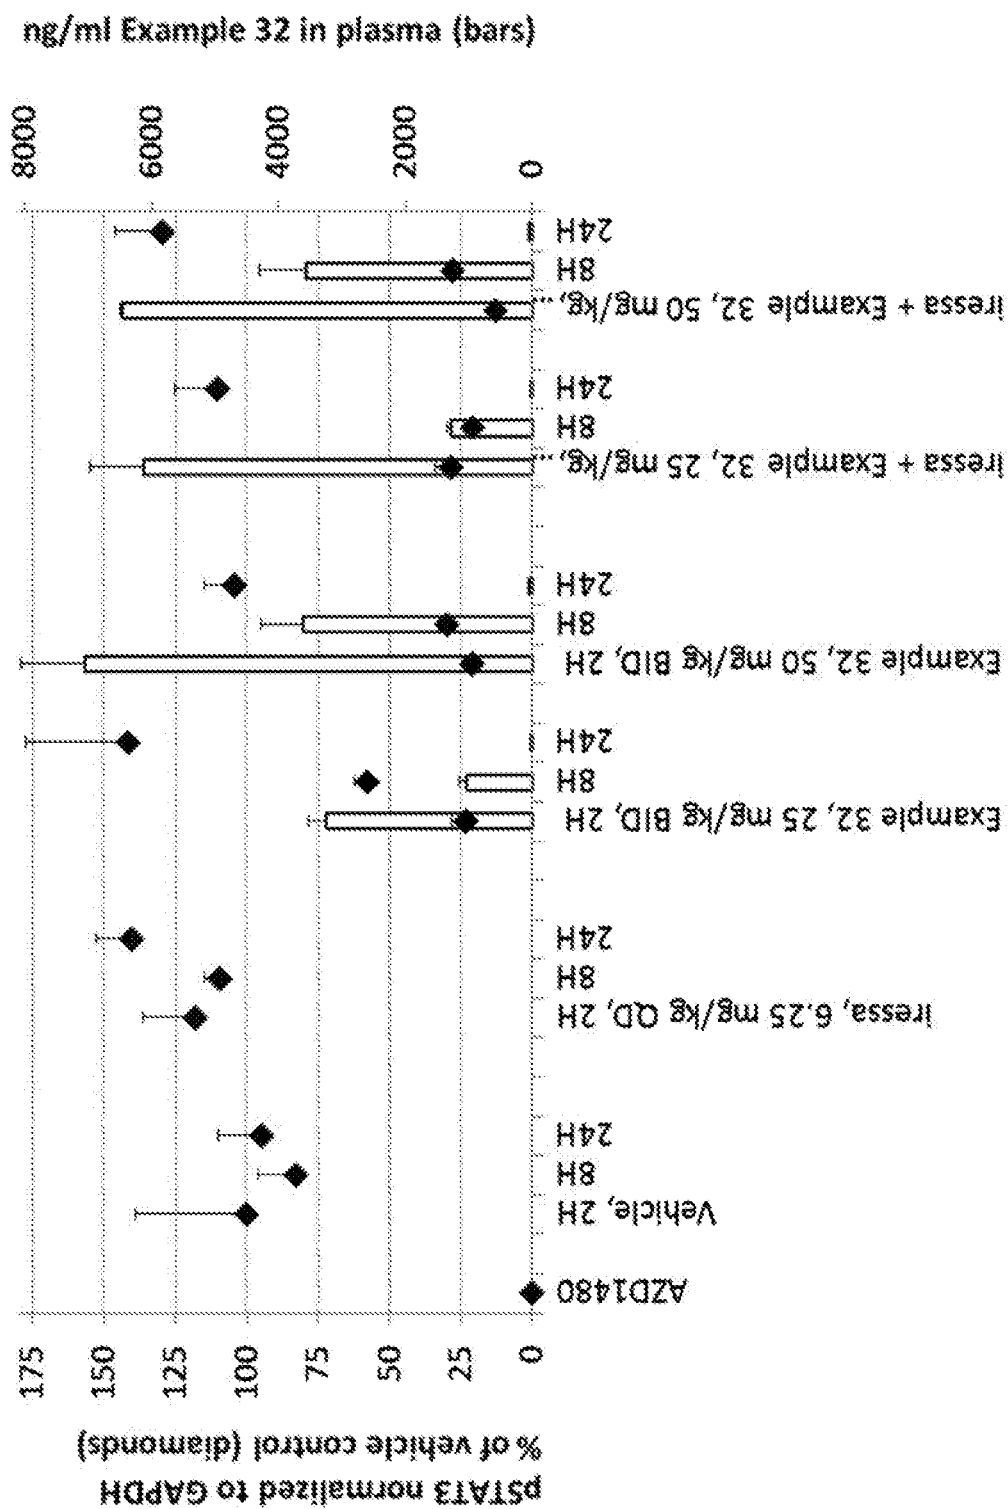 pSTAT3 normalized to GAPDH
% of vehicle control (diamonds)
175
150
125
100
75
50
25
0
AZD1480
Vehicle, 2H
8H
24H
iressa, 6.25 mg/kg QD, 2H
8H
24H
Example 32, 25 mg/kg BID, 2H
8H
24H
Example 32, 50 mg/kg BID, 2H
8H
24H
iressa + Example 32, 25 mg/kg,...
8H
24H
iressa + Example 32, 50 mg/kg,...
8H
24H
8000
6000
4000
2000
0
ng/ml Example 32 in plasma (bars)